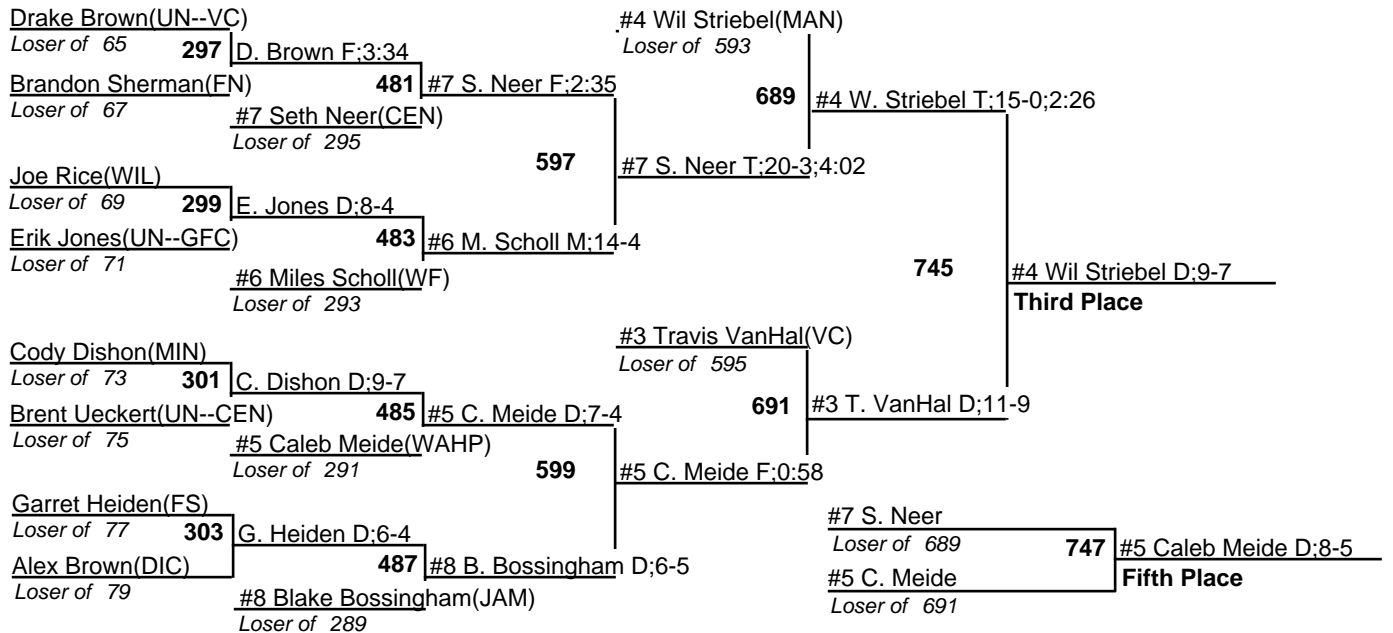 Drake Brown(UN--VC)
Loser of 65
297
D. Brown F;3:34
Brandon Sherman(FN)
Loser of 67
481
#7 S. Neer F;2:35
#7 Seth Neer(CEN)
Loser of 295
Joe Rice(WIL)
Loser of 69
299
E. Jones D;8-4
Erik Jones(UN--GFC)
Loser of 71
483
#6 M. Scholl M;14-4
#6 Miles Scholl(WF)
Loser of 293
597
#7 S. Neer T;20-3;4:02
#4 Wil Striebel(MAN)
Loser of 593
689
#4 W. Striebel T;15-0;2:26
Cody Dishon(MIN)
Loser of 73
301
C. Dishon D;9-7
Brent Ueckert(UN--CEN)
Loser of 75
485
#5 C. Meide D;7-4
#5 Caleb Meide(WAHP)
Loser of 291
Garret Heiden(FS)
Loser of 77
303
G. Heiden D;6-4
Alex Brown(DIC)
Loser of 79
487
#8 B. Bossingham D;6-5
#8 Blake Bossingham(JAM)
Loser of 289
599
#5 C. Meide F;0:58
#3 Travis VanHal(VC)
Loser of 595
691
#3 T. VanHal D;11-9
745
#4 Wil Striebel D;9-7
Third Place
#7 S. Neer
Loser of 689
747
#5 Caleb Meide D;8-5
#5 C. Meide
Fifth Place
Loser of 691